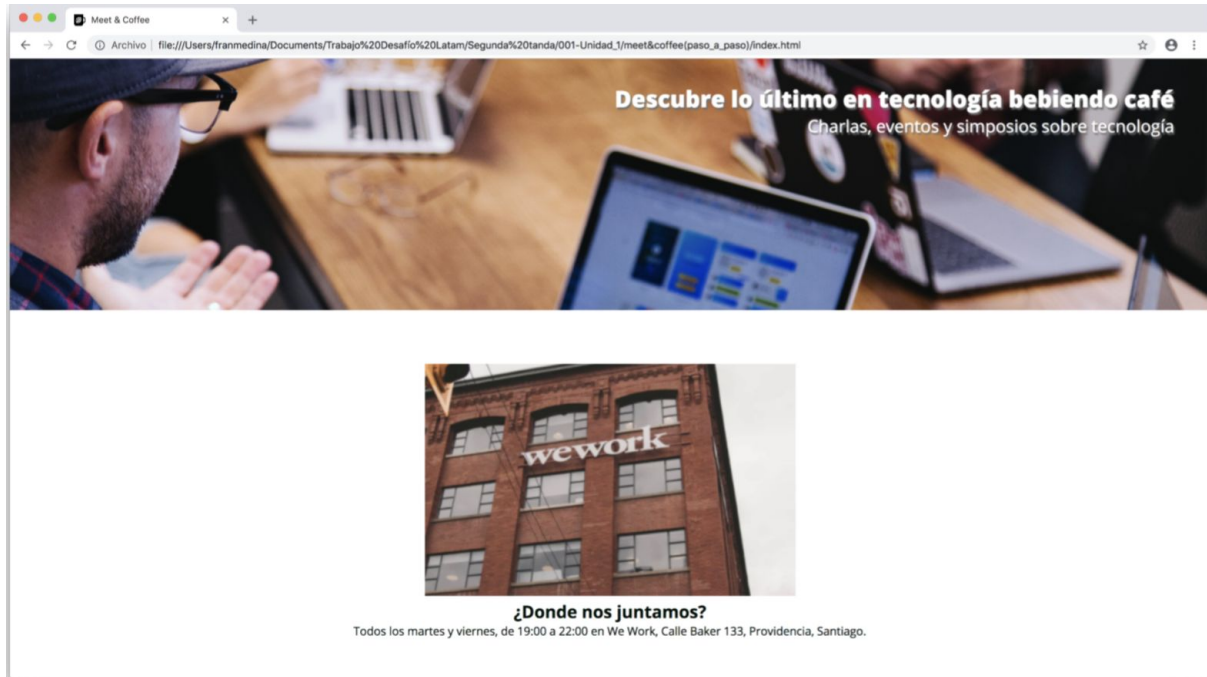 Meet & Coffee
Archivo file:///Users/franmedina/Documents/Trabajo%20Desafío%20Latam/Segunda%20tanda/001-Unidad_1/meet&coffee(paso_a_paso)/index.html
Descubre lo último en tecnología bebiendo café
Charlas, eventos y simposios sobre tecnología
wework
¿Donde nos juntamos?
Todos los martes y viernes, de 19:00 a 22:00 en We Work, Calle Baker 133, Providencia, Santiago.